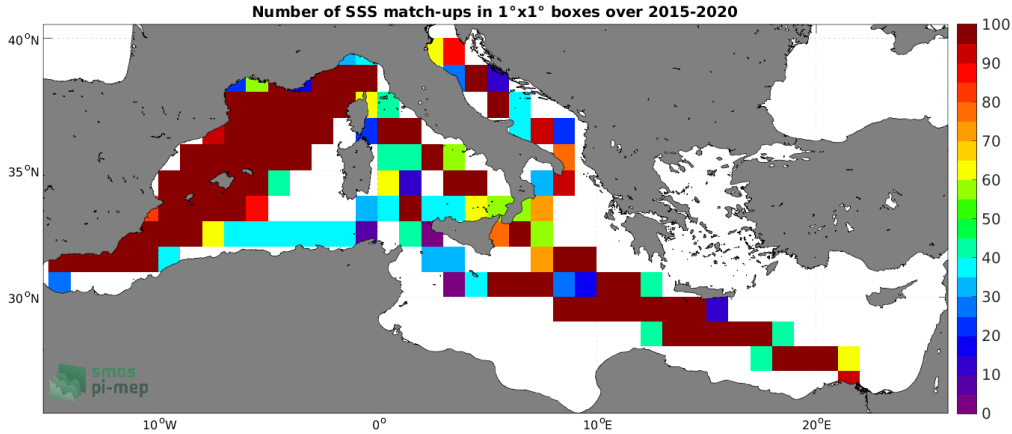 Number of SSS match-ups in 1°x1° boxes over 2015-2020
40°N
35°N
30°N
10°W
0°
10°E
20°E
100
90
80
70
60
50
40
30
20
10
0
smos
pi-mep